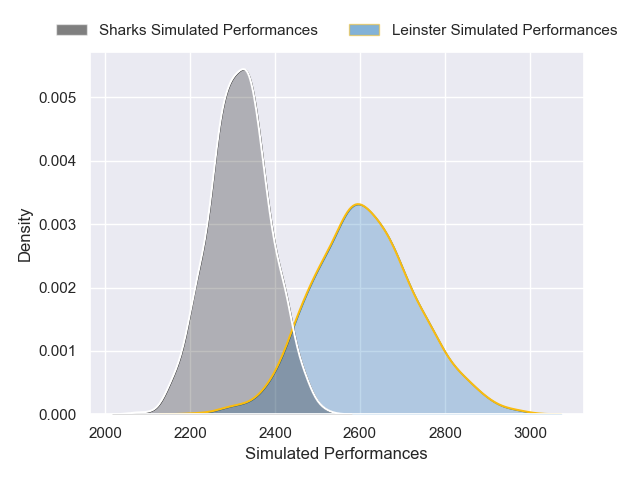 Sharks Simulated Performances
Leinster Simulated Performances
Density
0.005
0.004
0.003
0.002
0.001
0.000
2000 2200 2400 2600 2800 3000
Simulated Performances